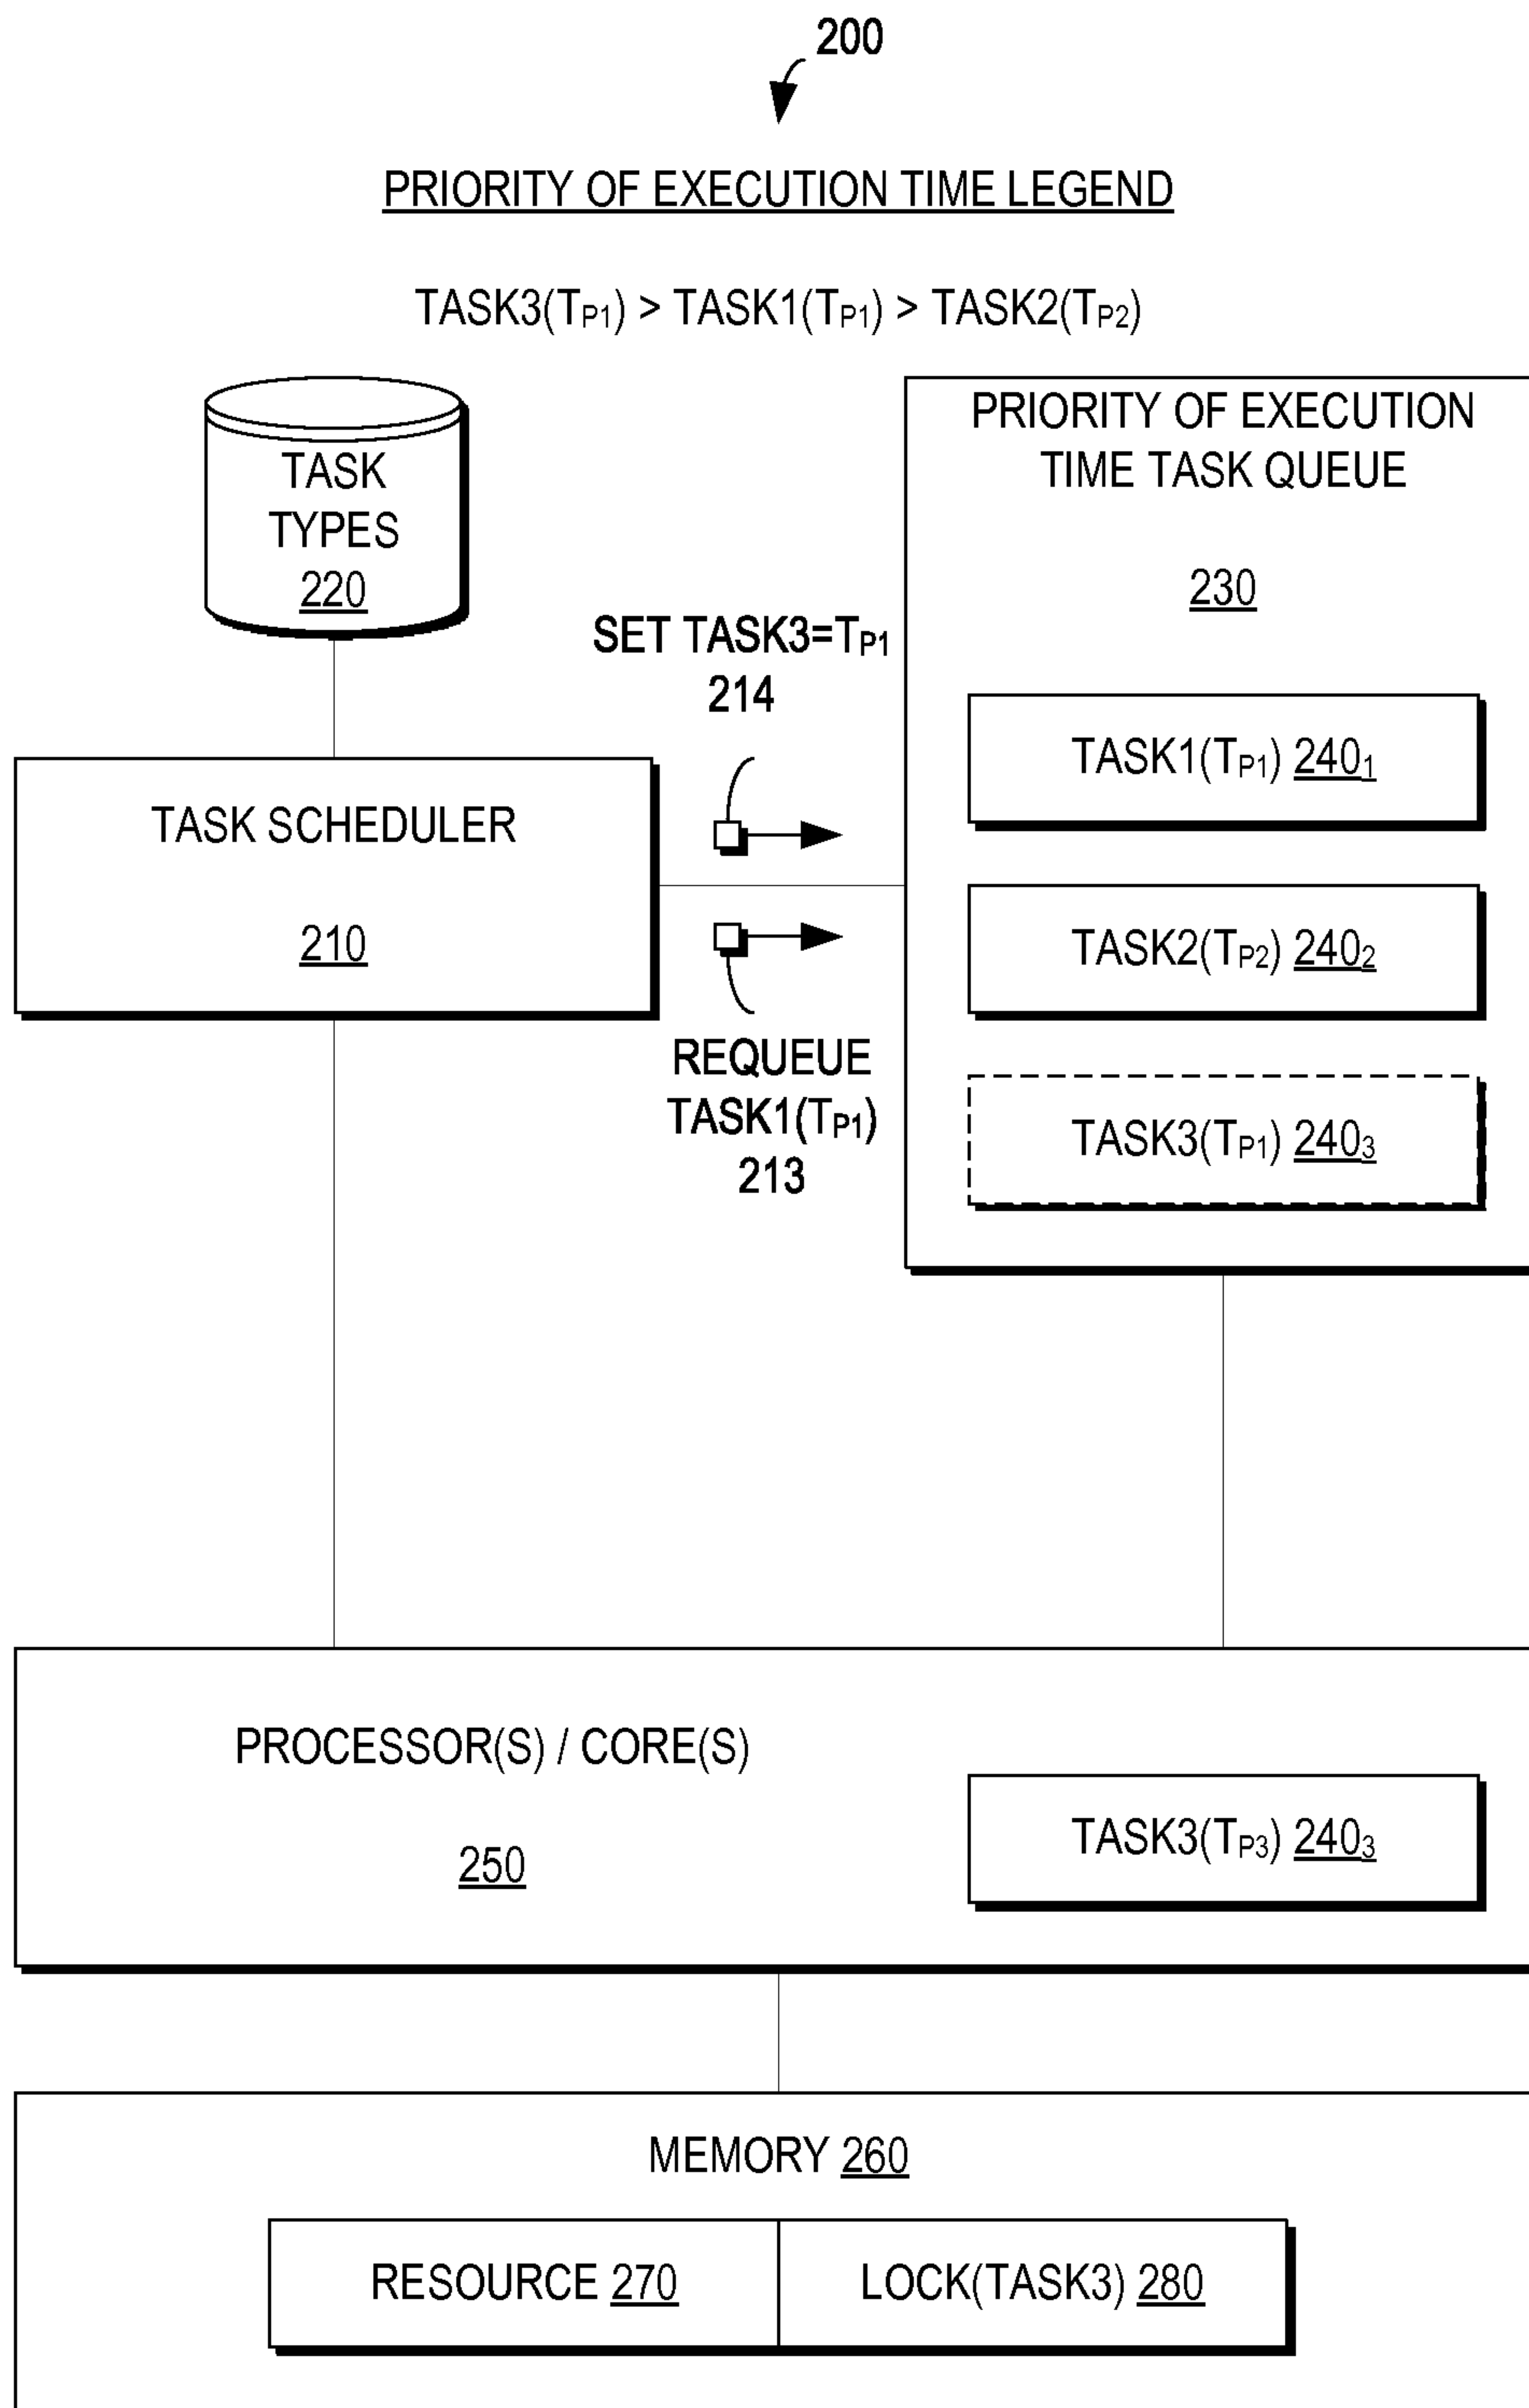 200
PRIORITY OF EXECUTION TIME LEGEND
TASK3(TP1) > TASK1(TP1) > TASK2(TP2)
TASK
TYPES
220
PRIORITY OF EXECUTION
TIME TASK QUEUE
230
SET TASK3=TP1
214
TASK1(TP1) 2401
TASK SCHEDULER
210
TASK2(TP2) 2402
REQUEUE
TASK1(TP1)
213
TASK3(TP1) 2403
PROCESSOR(S) / CORE(S)
250
TASK3(TP3) 2403
MEMORY 260
RESOURCE 270
LOCK(TASK3) 280